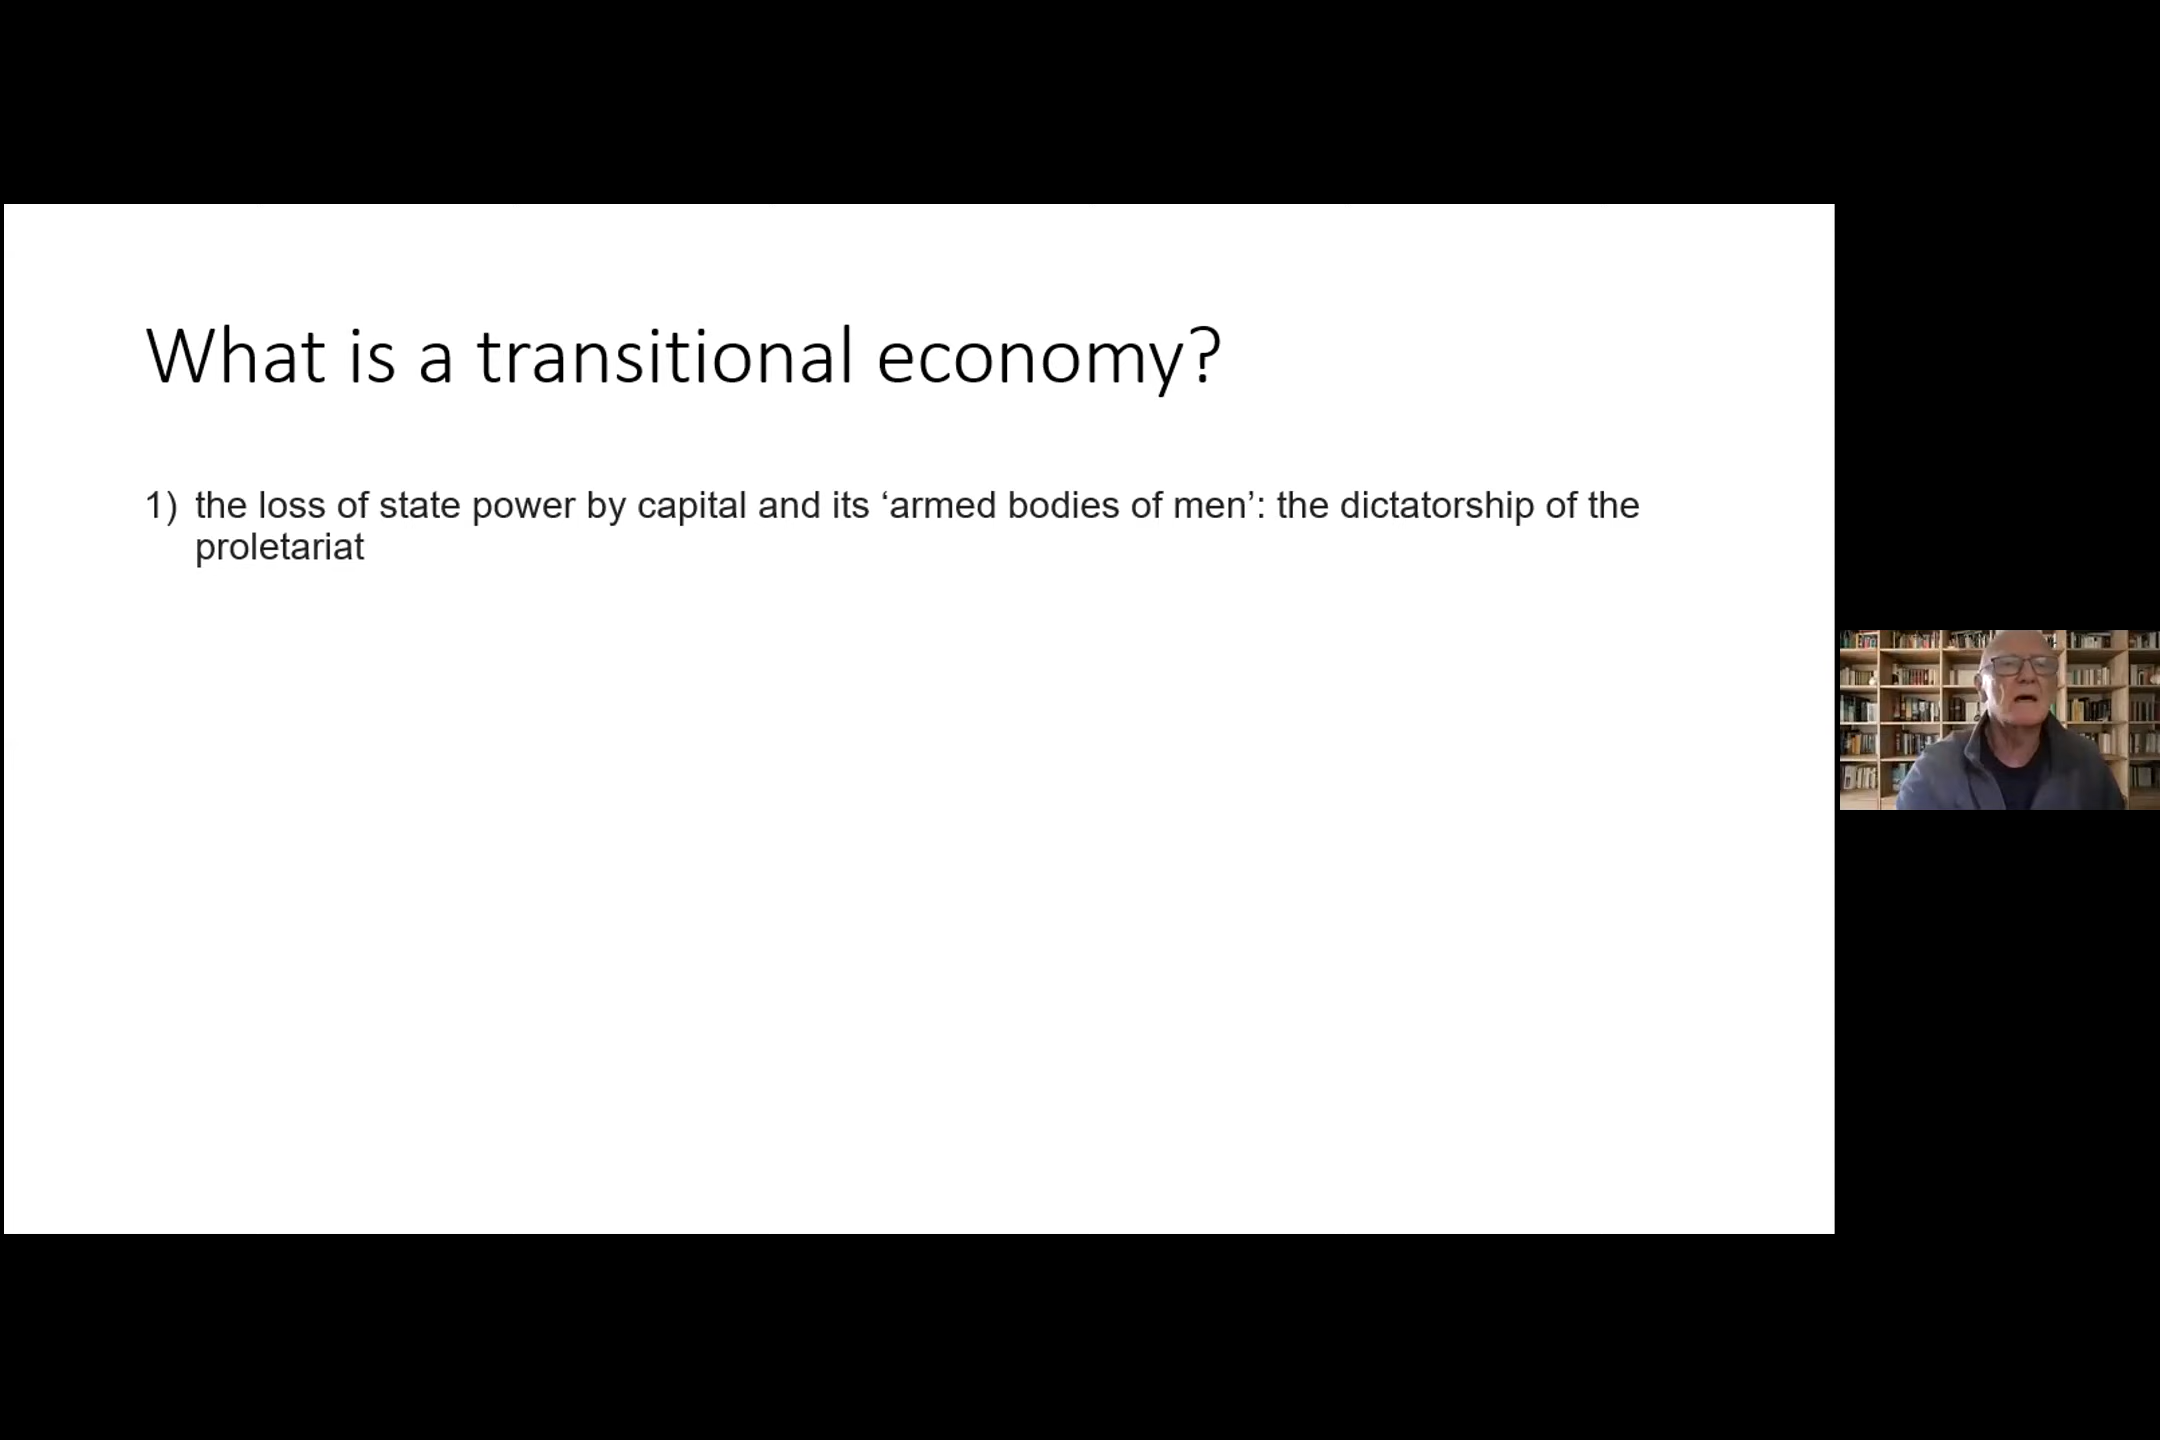 What is a transitional economy?
1) the loss of state power by capital and its ‘armed bodies of men’: the dictatorship of the
proletariat